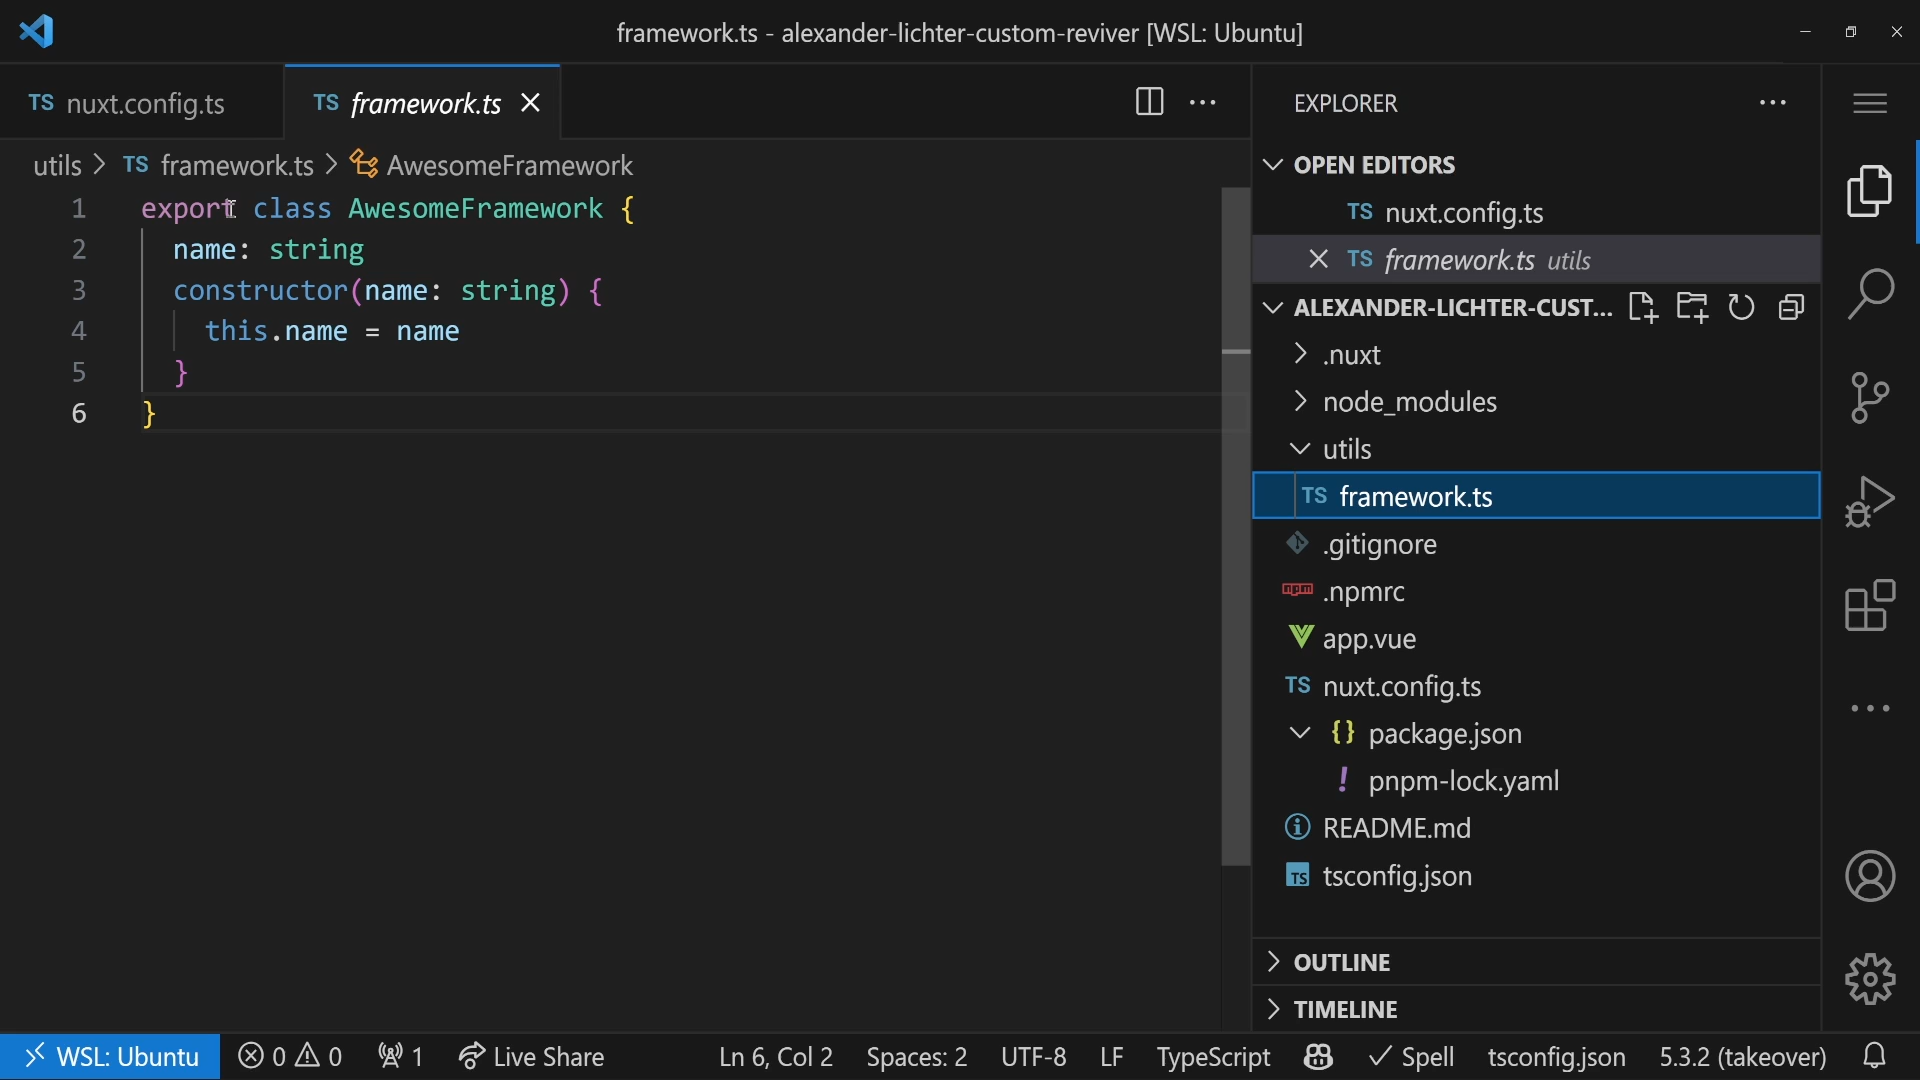 framework.ts - alexander-lichter-custom-reviver [WSL: Ubuntu]
TS nuxt.config.ts
TS framework.ts
utils > TS framework.ts > AwesomeFramework
1 export class AwesomeFramework {
2 name: string
3 constructor(name: string) {
4 this.name = name
5 }
6 }
EXPLORER
OPEN EDITORS
TS nuxt.config.ts
TS framework.ts utils
ALEXANDER-LICHTER-CUST...
.nuxt
node_modules
utils
TS framework.ts
.gitignore
npm .npmrc
app.vue
TS nuxt.config.ts
{} package.json
! pnpm-lock.yaml
README.md
TS tsconfig.json
OUTLINE
TIMELINE
WSL: Ubuntu 0 0 1 Live Share Ln 6, Col 2 Spaces: 2 UTF-8 LF TypeScript Spell tsconfig.json 5.3.2 (takeover)